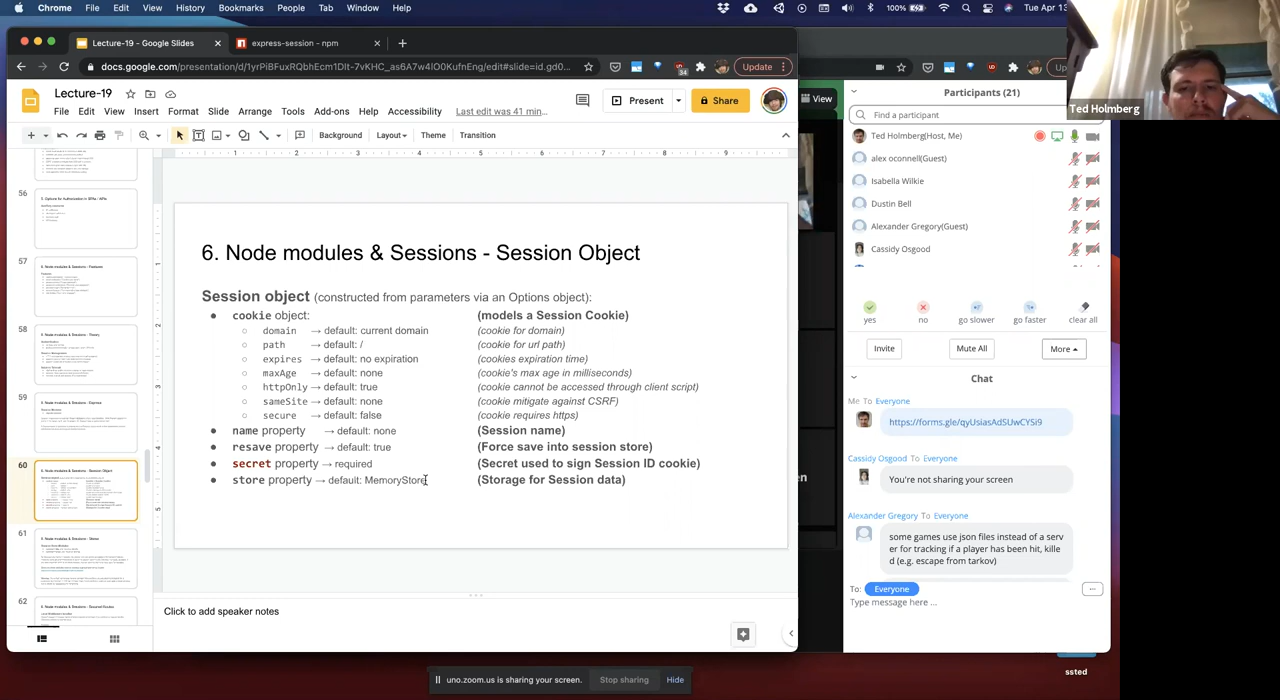 Chrome File Edit View History Bookmarks People Tab Window Help 100% Tue Apr 13
Lecture-19 - Google Slides
express-session - npm
docs.google.com/presentation/d/1yrPiBFuxRQbhEcm1DIt-7vKHC_as6A7w4IO0KufnEng/edit#slide=id.gd0…
34
Update
Up
Ted Holmberg
Lecture-19
File Edit View Insert Format Slide Arrange Tools Add-ons Help Accessibility Last edit was 41 min…
Present
Share
Background Layout Theme Transition
View
Participants (21)
Find a participant
Ted Holmberg(Host, Me)
alex oconnell(Guest)
Isabella Wilkie
Dustin Bell
Alexander Gregory(Guest)
Cassidy Osgood
yes no go slower go faster clear all
Invite Mute All More
Chat
Me To Everyone
https://forms.gle/qyUsiasAdSUwCYSi9
Cassidy Osgood To Everyone
You're not sharing your screen
Alexander Gregory To Everyone
some games use json files instead of a serv
er for tracking if a player has been hit, kille
d (e.g. escape from tarkov)
To: Everyone
Type message here …
56
57
58
59
60
61
62
6. Node modules & Sessions - Session Object
Session object (constructed from parameters via an Options object):
● cookie object: (models a Session Cookie)
○ domain → default: current domain (cookie for domain)
○ path → default: / (cookie for url path)
○ expires → default: no expiration (cookie's expiration time)
○ maxAge → default: none (cookie's max age in milliseconds)
○ httpOnly → default: true (cookie cannot be accessed through client script)
○ sameSite → default: none (cookie mitigate against CSRF)
○ secure → default: false (cookie requires https)
● name property → default: none (Session name)
● resave property → default: true (Force save into session store)
● secret property → required (Secret used to sign Session ID cookie)
store property → default: MemoryStore (Storage for Session data)
Click to add speaker notes
uno.zoom.us is sharing your screen. Stop sharing Hide
ssted